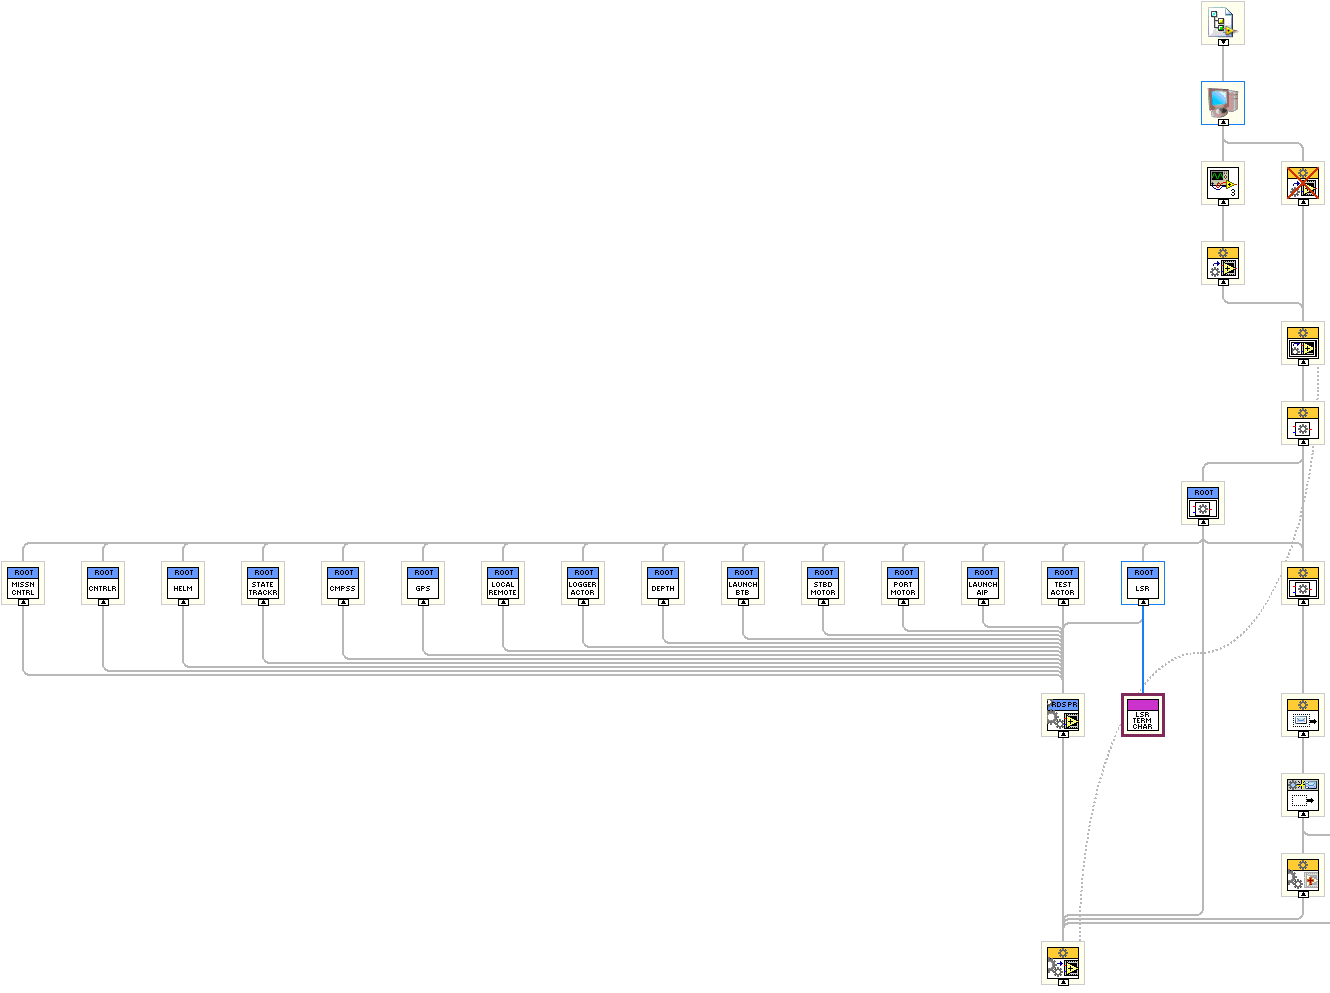 3
ROOT
ROOT
MISSN
CNTRL
ROOT
CNTRLR
ROOT
HELM
ROOT
STATE
TRACKR
ROOT
CMPSS
ROOT
GPS
ROOT
LOCAL
REMOTE
ROOT
LOGGER
ACTOR
ROOT
DEPTH
ROOT
LAUNCH
BTB
ROOT
STBD
MOTOR
ROOT
PORT
MOTOR
ROOT
LAUNCH
AIP
ROOT
TEST
ACTOR
ROOT
LSR
RDSPR
LSR
TERM
CHAR